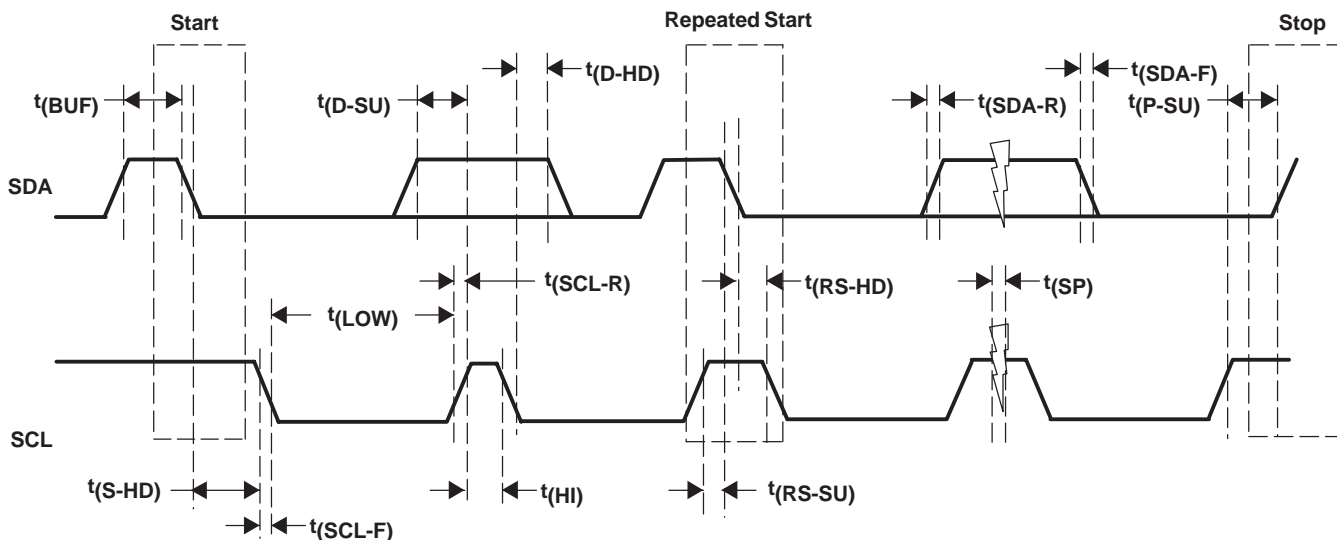 Start
Repeated Start
Stop
t(D-HD)
t(SDA-F)
t(BUF)
t(D-SU)
t(SDA-R)
t(P-SU)
SDA
t(SCL-R)
t(RS-HD)
t(SP)
t(LOW)
SCL
t(S-HD)
t(HI)
t(RS-SU)
t(SCL-F)